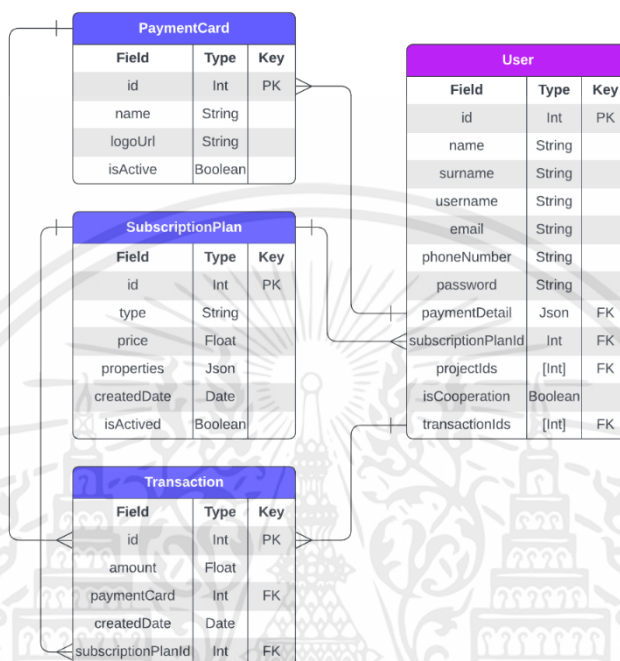 PaymentCard
Field Type Key
id Int PK
name String
logoUrl String
isActive Boolean
SubscriptionPlan
Field Type Key
id Int PK
type String
price Float
properties Json
createdDate Date
isActived Boolean
Transaction
Field Type Key
id Int PK
amount Float
paymentCard Int FK
createdDate Date
subscriptionPlanId Int FK
User
Field Type Key
id Int PK
name String
surname String
username String
email String
phoneNumber String
password String
paymentDetail Json FK
subscriptionPlanId Int FK
projectIds [Int] FK
isCooperation Boolean
transactionIds [Int] FK